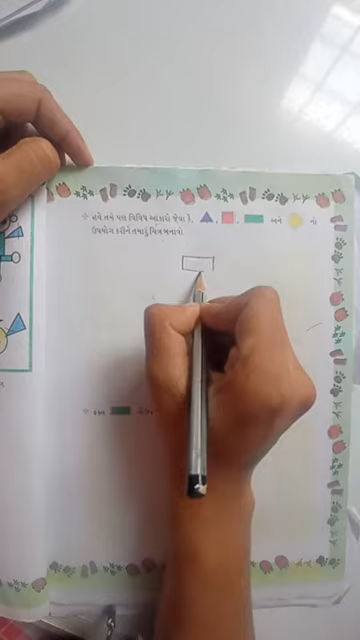 હવે તમે પણ વિવિધ આકારો જેવા કે, , , અને નો
ઉપયોગ કરીને તમારું ચિત્ર બનાવો